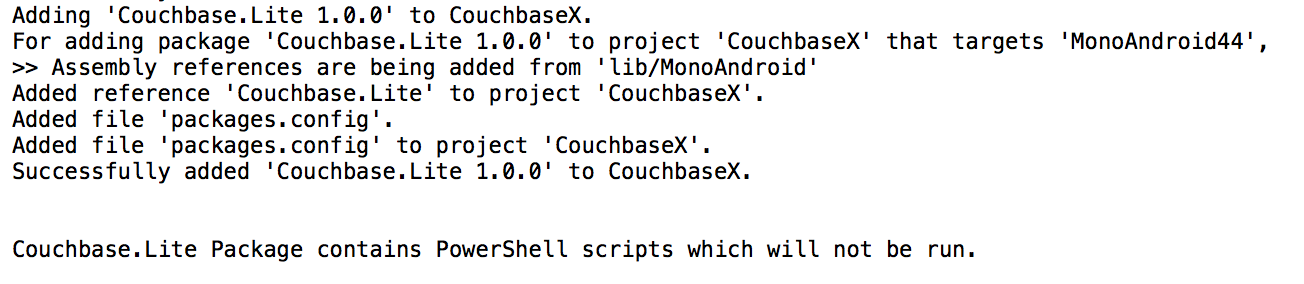 Adding 'Couchbase.Lite 1.0.0' to CouchbaseX.
For adding package 'Couchbase.Lite 1.0.0' to project 'CouchbaseX' that targets 'MonoAndroid44',
>> Assembly references are being added from 'lib/MonoAndroid'
Added reference 'Couchbase.Lite' to project 'CouchbaseX'.
Added file 'packages.config'.
Added file 'packages.config' to project 'CouchbaseX'.
Successfully added 'Couchbase.Lite 1.0.0' to CouchbaseX.
Couchbase.Lite Package contains PowerShell scripts which will not be run.